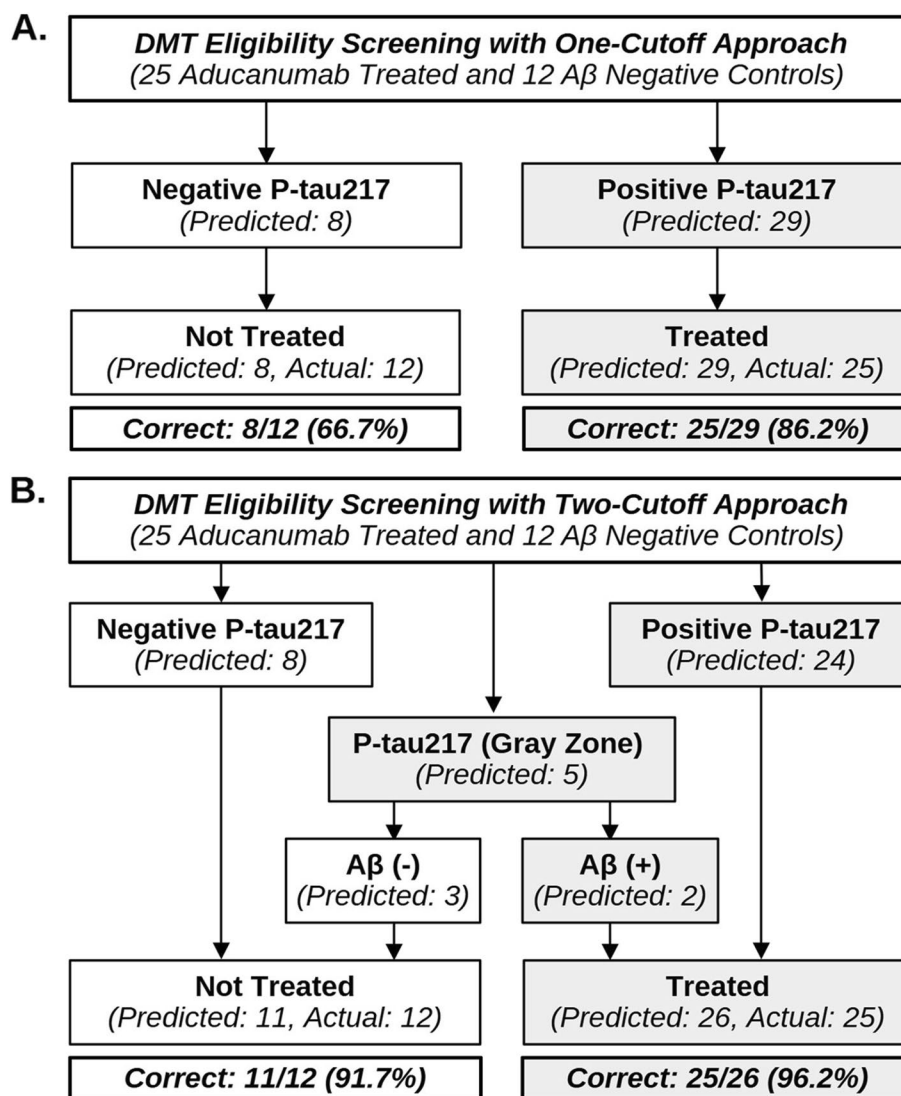 A.
DMT Eligibility Screening with One-Cutoff Approach
(25 Aducanumab Treated and 12 Aβ Negative Controls)
Negative P-tau217
(Predicted: 8)
Positive P-tau217
(Predicted: 29)
Not Treated
(Predicted: 8, Actual: 12)
Treated
(Predicted: 29, Actual: 25)
Correct: 8/12 (66.7%)
Correct: 25/29 (86.2%)
B.
DMT Eligibility Screening with Two-Cutoff Approach
(25 Aducanumab Treated and 12 Aβ Negative Controls)
Negative P-tau217
(Predicted: 8)
Positive P-tau217
(Predicted: 24)
P-tau217 (Gray Zone)
(Predicted: 5)
Aβ (-)
(Predicted: 3)
Aβ (+)
(Predicted: 2)
Not Treated
(Predicted: 11, Actual: 12)
Treated
(Predicted: 26, Actual: 25)
Correct: 11/12 (91.7%)
Correct: 25/26 (96.2%)